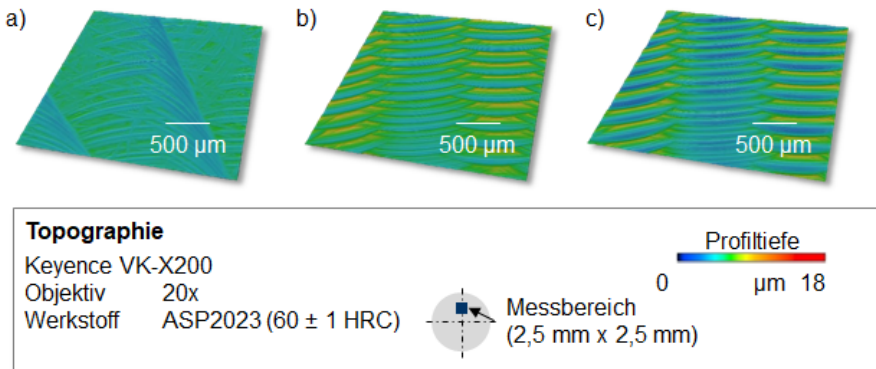 a)
b)
c)
500 µm
500 µm
500 µm
Topographie
Keyence VK-X200
Objektiv 20x
Werkstoff ASP2023 (60 ± 1 HRC)
Messbereich
(2,5 mm x 2,5 mm)
Profiltiefe
0 µm 18